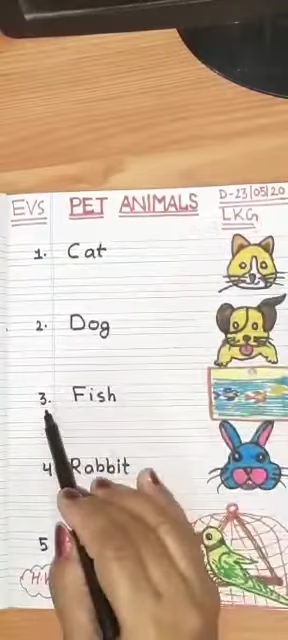 D-23/05/20
EVS PET ANIMALS LKG
1. Cat
2. Dog
3. Fish
4 Rabbit
5
H.W